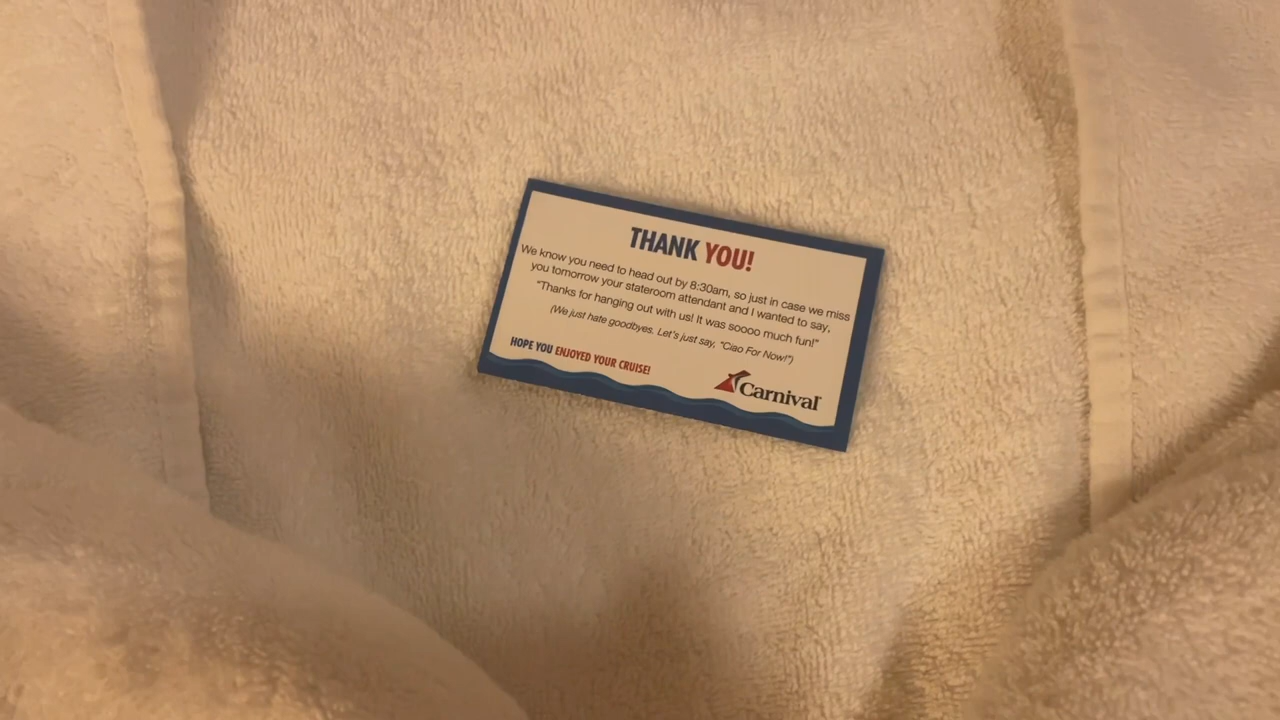 THANK YOU!
We know you need to head out by 8:30am, so just in case we miss
you tomorrow your stateroom attendant and I wanted to say,
"Thanks for hanging out with us! It was soooo much fun!"
(We just hate goodbyes. Let's just say, "Ciao For Now!")
HOPE YOU ENJOYED YOUR CRUISE!
Carnival